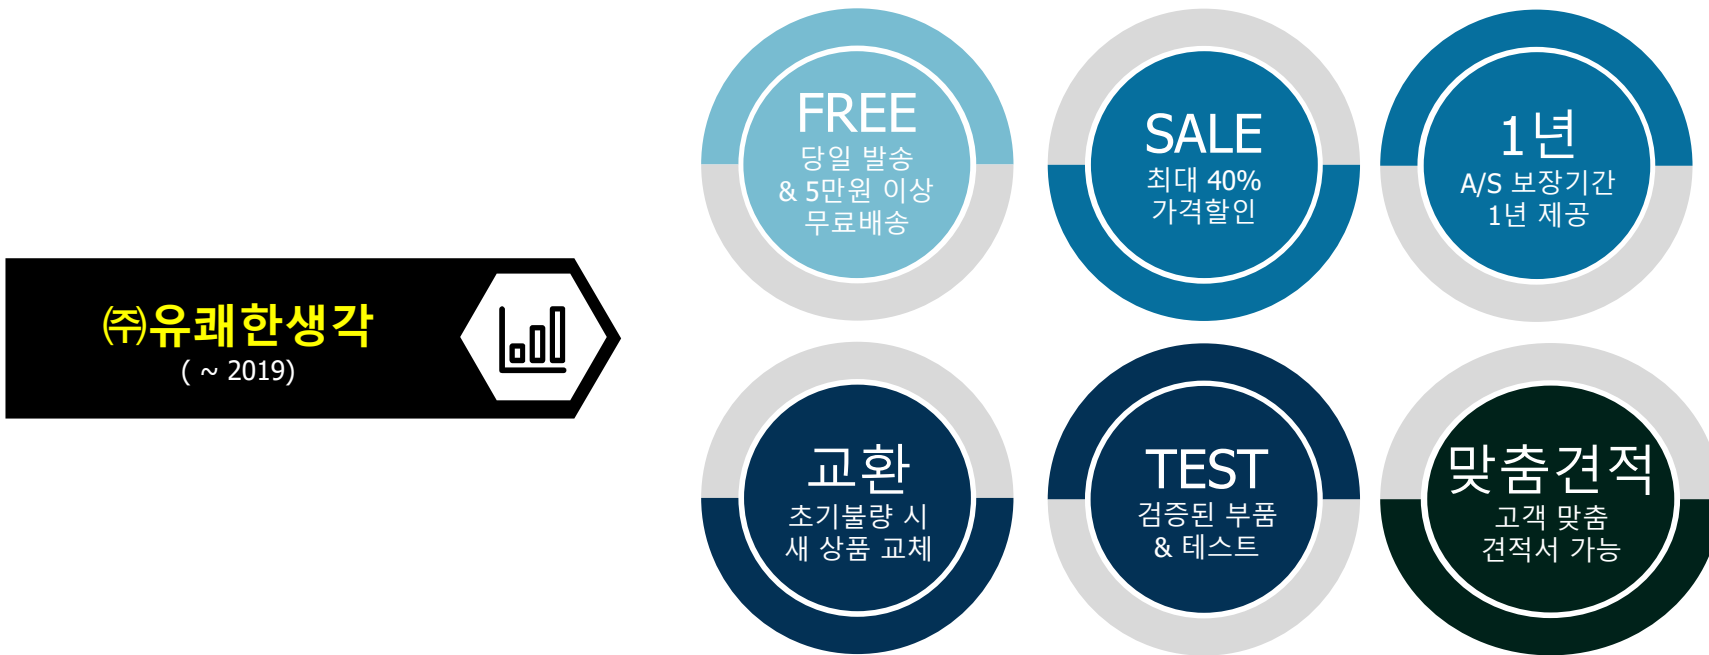 ㈜유쾌한생각
( ~ 2019)
FREE
당일 발송
& 5만원 이상
무료배송
SALE
최대 40%
가격할인
1년
A/S 보장기간
1년 제공
교환
초기불량 시
새 상품 교체
TEST
검증된 부품
& 테스트
맞춤견적
고객 맞춤
견적서 가능